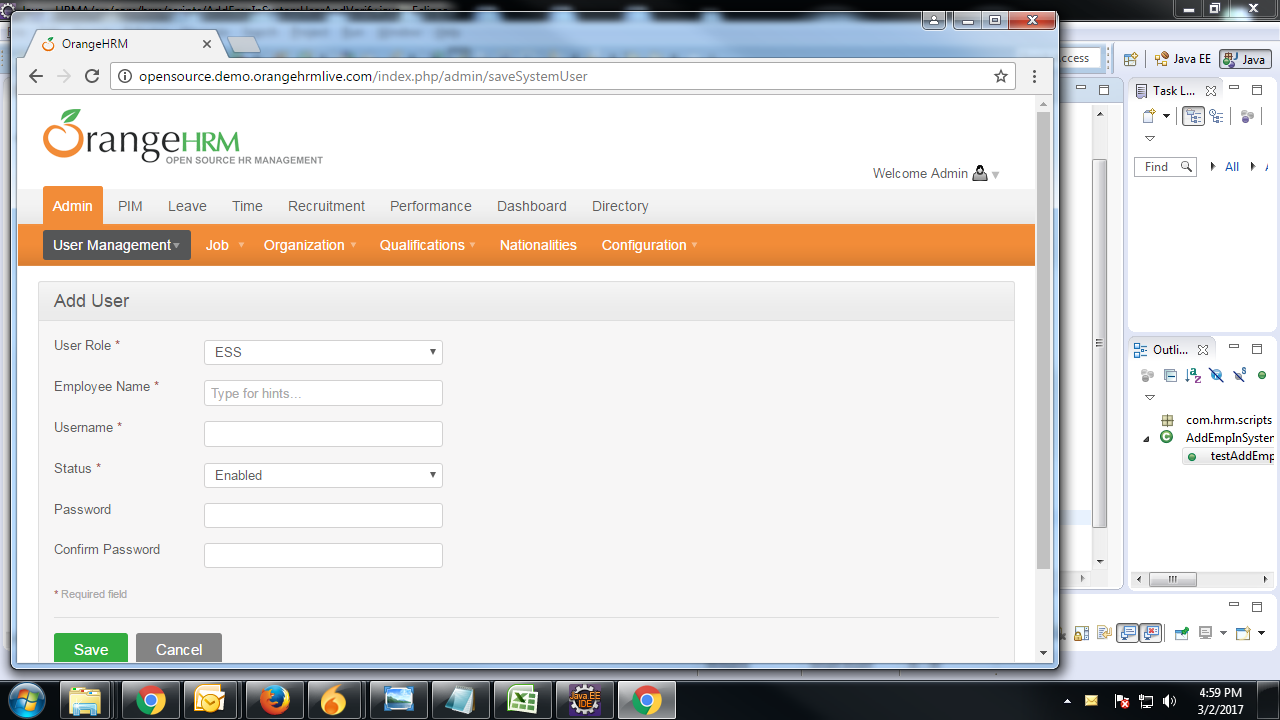 OrangeHRM
opensource.demo.orangehrmlive.com/index.php/admin/saveSystemUser
OrangeHRM
OPEN SOURCE HR MANAGEMENT
Welcome Admin
Admin PIM Leave Time Recruitment Performance Dashboard Directory
User Management Job Organization Qualifications Nationalities Configuration
Add User
User Role * ESS
Employee Name * Type for hints...
Username *
Status * Enabled
Password
Confirm Password
* Required field
Save Cancel
Java EE Java
Task L...
Find All
Outli...
com.hrm.scripts
AddEmpInSyster
testAddEmp
Java EE
IDE
4:59 PM
3/2/2017